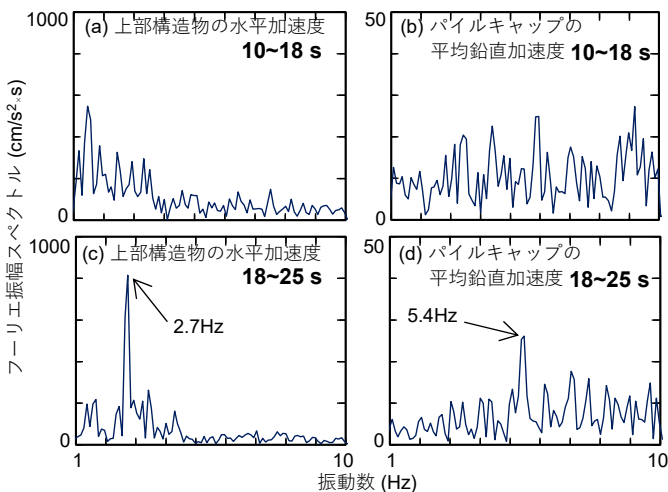 フーリエ振幅スペクトル (cm/s²×s)
1000
0
(a) 上部構造物の水平加速度
10~18 s
50
0
(b) パイルキャップの
平均鉛直加速度 10~18 s
1000
0
(c) 上部構造物の水平加速度
18~25 s
2.7Hz
50
0
(d) パイルキャップの
平均鉛直加速度 18~25 s
5.4Hz
1 10 1 10
振動数 (Hz)